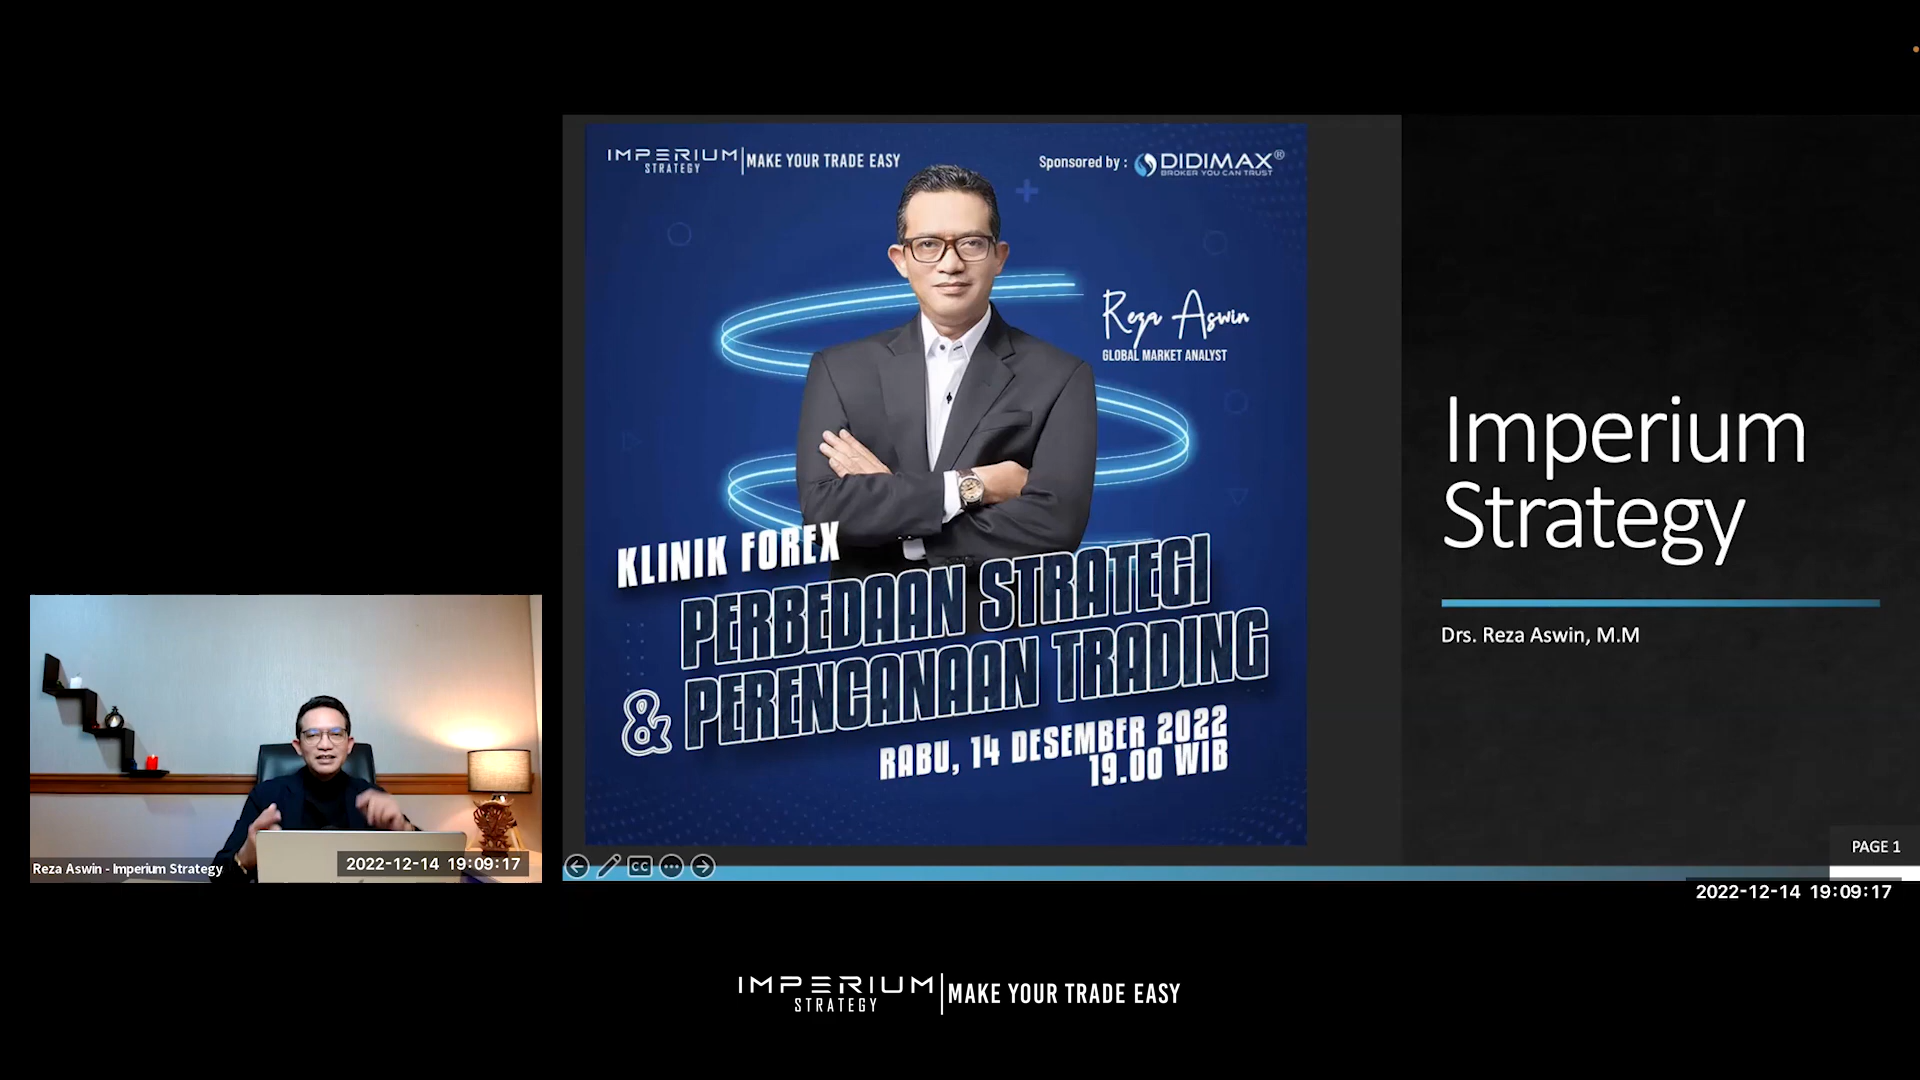 IMPERIUM
STRATEGY
MAKE YOUR TRADE EASY
Sponsored by :
DIDIMAX®
BROKER YOU CAN TRUST
Reza Aswin
GLOBAL MARKET ANALYST
KLINIK FOREX
PERBEDAAN STRATEGI
& PERENCANAAN TRADING
RABU, 14 DESEMBER 2022
19.00 WIB
Imperium
Strategy
Drs. Reza Aswin, M.M
PAGE 1
CC
Reza Aswin - Imperium Strategy
2022-12-14 19:09:17
2022-12-14 19:09:17
IMPERIUM
STRATEGY
MAKE YOUR TRADE EASY